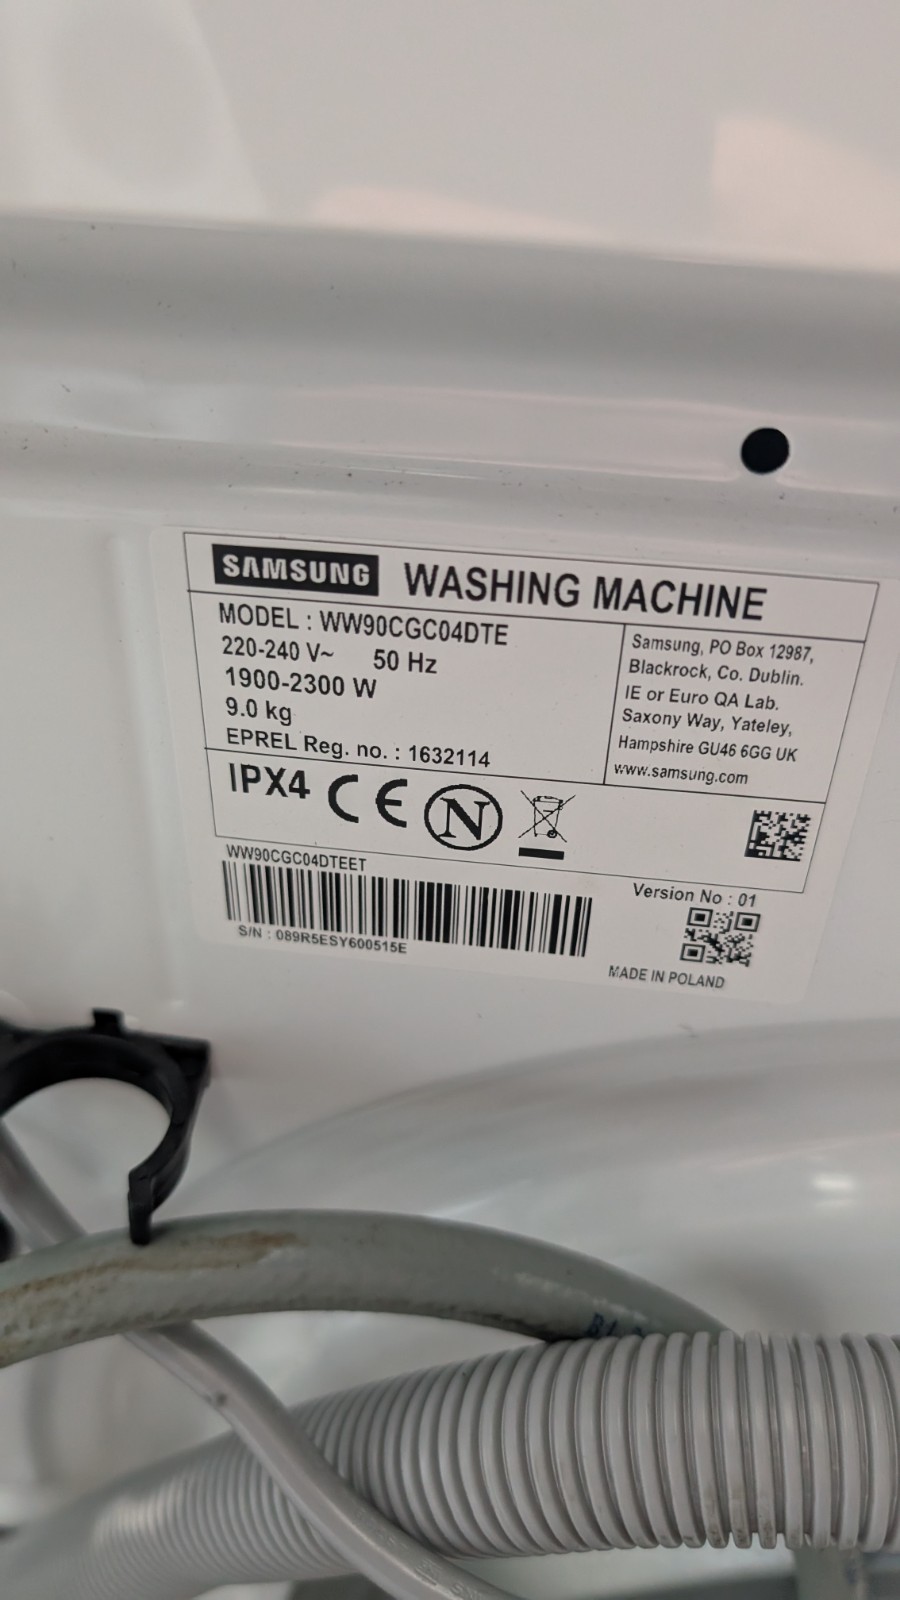 SAMSUNG WASHING MACHINE
MODEL : WW90CGC04DTE
220-240 V~ 50 Hz
1900-2300 W
9.0 kg
EPREL Reg. no. : 1632114
Samsung, PO Box 12987,
Blackrock, Co. Dublin.
IE or Euro QA Lab.
Saxony Way, Yateley,
Hampshire GU46 6GG UK
www.samsung.com
IPX4 CE N
WW90CGC04DTEET
S/N : 089R5ESY600515E
Version No : 01
MADE IN POLAND